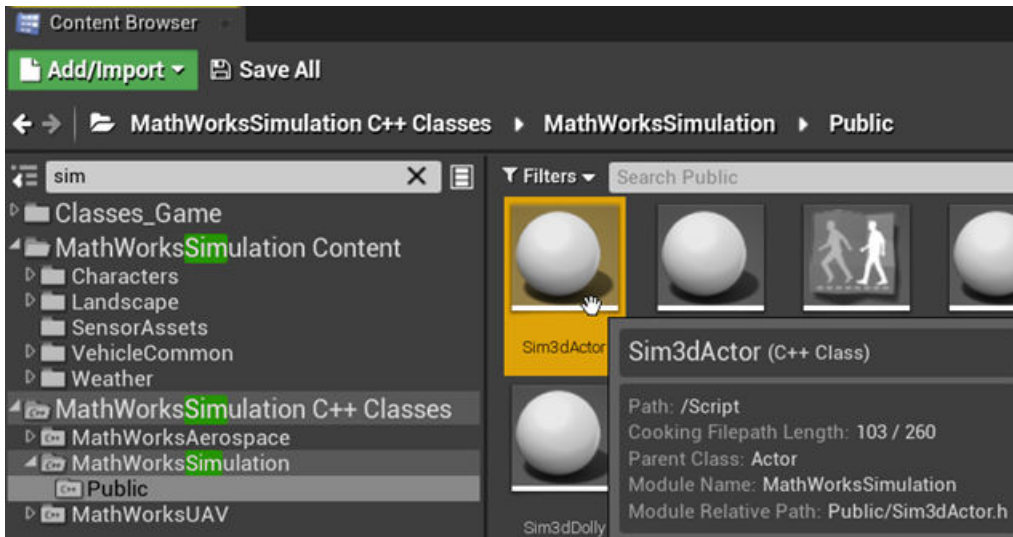 Content Browser
Add/Import Save All
MathWorksSimulation C++ Classes MathWorksSimulation Public
sim
Filters Search Public
Classes_Game
MathWorksSimulation Content
Characters
Landscape
SensorAssets
VehicleCommon
Weather
MathWorksSimulation C++ Classes
C++ MathWorksAerospace
MathWorksSimulation
C++ Public
C++ MathWorksUAV
Sim3dActor
Sim3dActor (C++ Class)
Path: /Script
Cooking Filepath Length: 103 / 260
Parent Class: Actor
Module Name: MathWorksSimulation
Module Relative Path: Public/Sim3dActor.h
Sim3dDolly